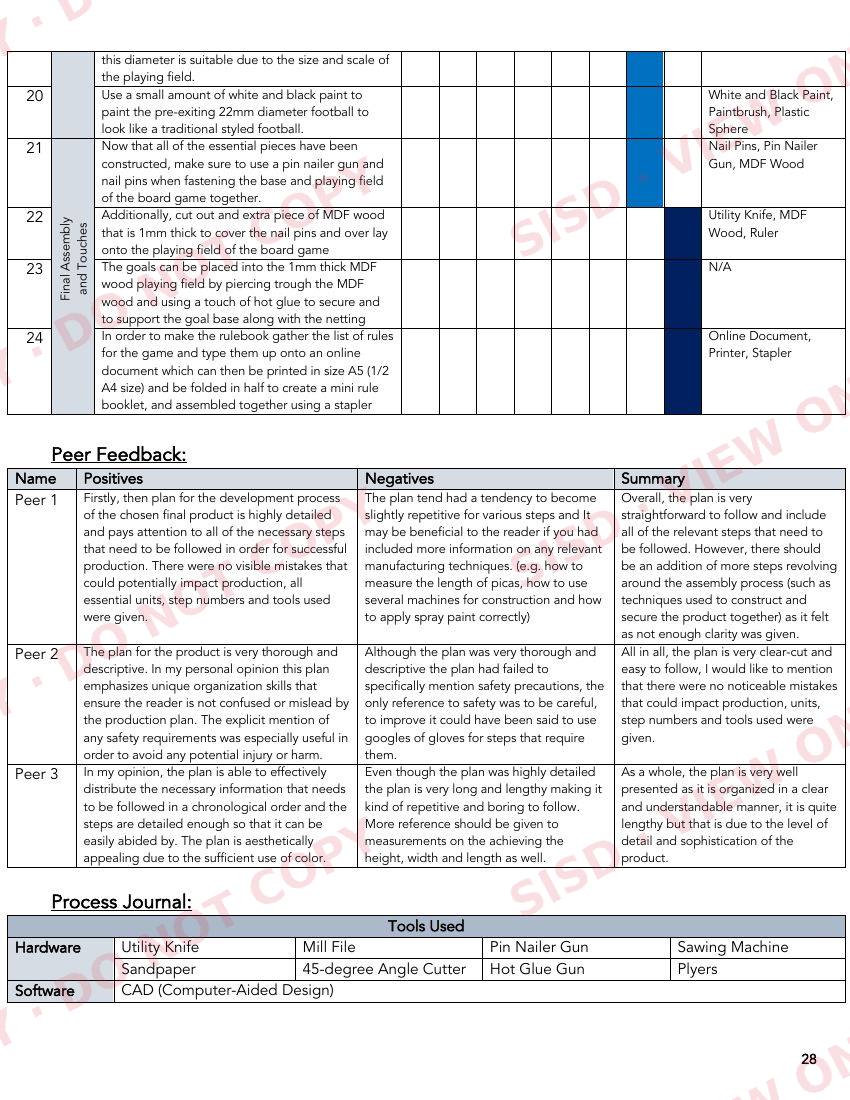 this diameter is suitable due to the size and scale of
the playing field.
20
Use a small amount of white and black paint to
paint the pre-exiting 22mm diameter football to
look like a traditional styled football.
White and Black Paint,
Paintbrush, Plastic
Sphere
Final Assembly
and Touches
21
Now that all of the essential pieces have been
constructed, make sure to use a pin nailer gun and
nail pins when fastening the base and playing field
of the board game together.
Nail Pins, Pin Nailer
Gun, MDF Wood
22
Additionally, cut out and extra piece of MDF wood
that is 1mm thick to cover the nail pins and over lay
onto the playing field of the board game
Utility Knife, MDF
Wood, Ruler
23
The goals can be placed into the 1mm thick MDF
wood playing field by piercing trough the MDF
wood and using a touch of hot glue to secure and
to support the goal base along with the netting
N/A
24
In order to make the rulebook gather the list of rules
for the game and type them up onto an online
document which can then be printed in size A5 (1/2
A4 size) and be folded in half to create a mini rule
booklet, and assembled together using a stapler
Online Document,
Printer, Stapler
Peer Feedback:
Name Positives Negatives Summary
Peer 1
Firstly, then plan for the development process
of the chosen final product is highly detailed
and pays attention to all of the necessary steps
that need to be followed in order for successful
production. There were no visible mistakes that
could potentially impact production, all
essential units, step numbers and tools used
were given.
The plan tend had a tendency to become
slightly repetitive for various steps and It
may be beneficial to the reader if you had
included more information on any relevant
manufacturing techniques. (e.g. how to
measure the length of picas, how to use
several machines for construction and how
to apply spray paint correctly)
Overall, the plan is very
straightforward to follow and include
all of the relevant steps that need to
be followed. However, there should
be an addition of more steps revolving
around the assembly process (such as
techniques used to construct and
secure the product together) as it felt
as not enough clarity was given.
Peer 2
The plan for the product is very thorough and
descriptive. In my personal opinion this plan
emphasizes unique organization skills that
ensure the reader is not confused or mislead by
the production plan. The explicit mention of
any safety requirements was especially useful in
order to avoid any potential injury or harm.
Although the plan was very thorough and
descriptive the plan had failed to
specifically mention safety precautions, the
only reference to safety was to be careful,
to improve it could have been said to use
googles of gloves for steps that require
them.
All in all, the plan is very clear-cut and
easy to follow, I would like to mention
that there were no noticeable mistakes
that could impact production, units,
step numbers and tools used were
given.
Peer 3
In my opinion, the plan is able to effectively
distribute the necessary information that needs
to be followed in a chronological order and the
steps are detailed enough so that it can be
easily abided by. The plan is aesthetically
appealing due to the sufficient use of color.
Even though the plan was highly detailed
the plan is very long and lengthy making it
kind of repetitive and boring to follow.
More reference should be given to
measurements on the achieving the
height, width and length as well.
As a whole, the plan is very well
presented as it is organized in a clear
and understandable manner, it is quite
lengthy but that is due to the level of
detail and sophistication of the
product.
Process Journal:
Tools Used
Hardware Utility Knife Mill File Pin Nailer Gun Sawing Machine
Sandpaper 45-degree Angle Cutter Hot Glue Gun Plyers
Software CAD (Computer-Aided Design)
28
SISD · VIEW ON
Y · DO NOT COPY
SISD · VIEW ON
Y · DO NOT COPY
SISD · VIEW ON
Y · DO NOT COPY
VIEW ON